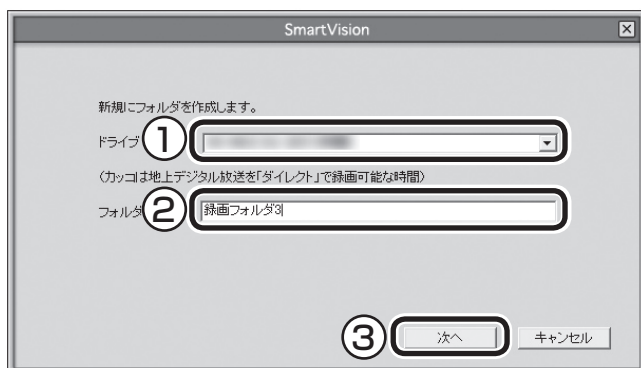 SmartVision
新規にフォルダを作成します。
ドライブ ①
(カッコは地上デジタル放送を「ダイレクト」で録画可能な時間)
フォルダ ② 録画フォルダ3
③ 次へ キャンセル